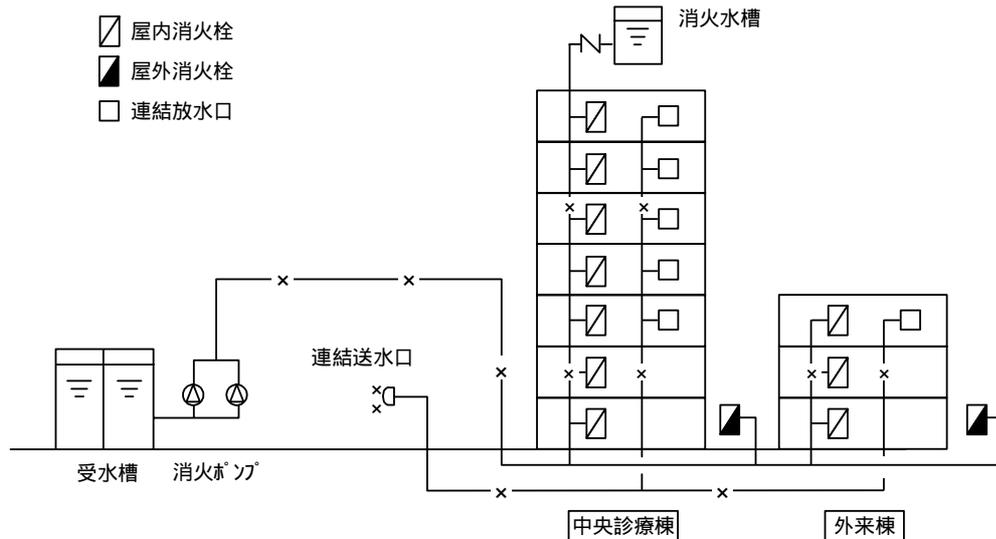 屋内消火栓
屋外消火栓
連結放水口
消火水槽
連結送水口
受水槽
消火ﾎﾟﾝﾌﾟ
中央診療棟
外来棟